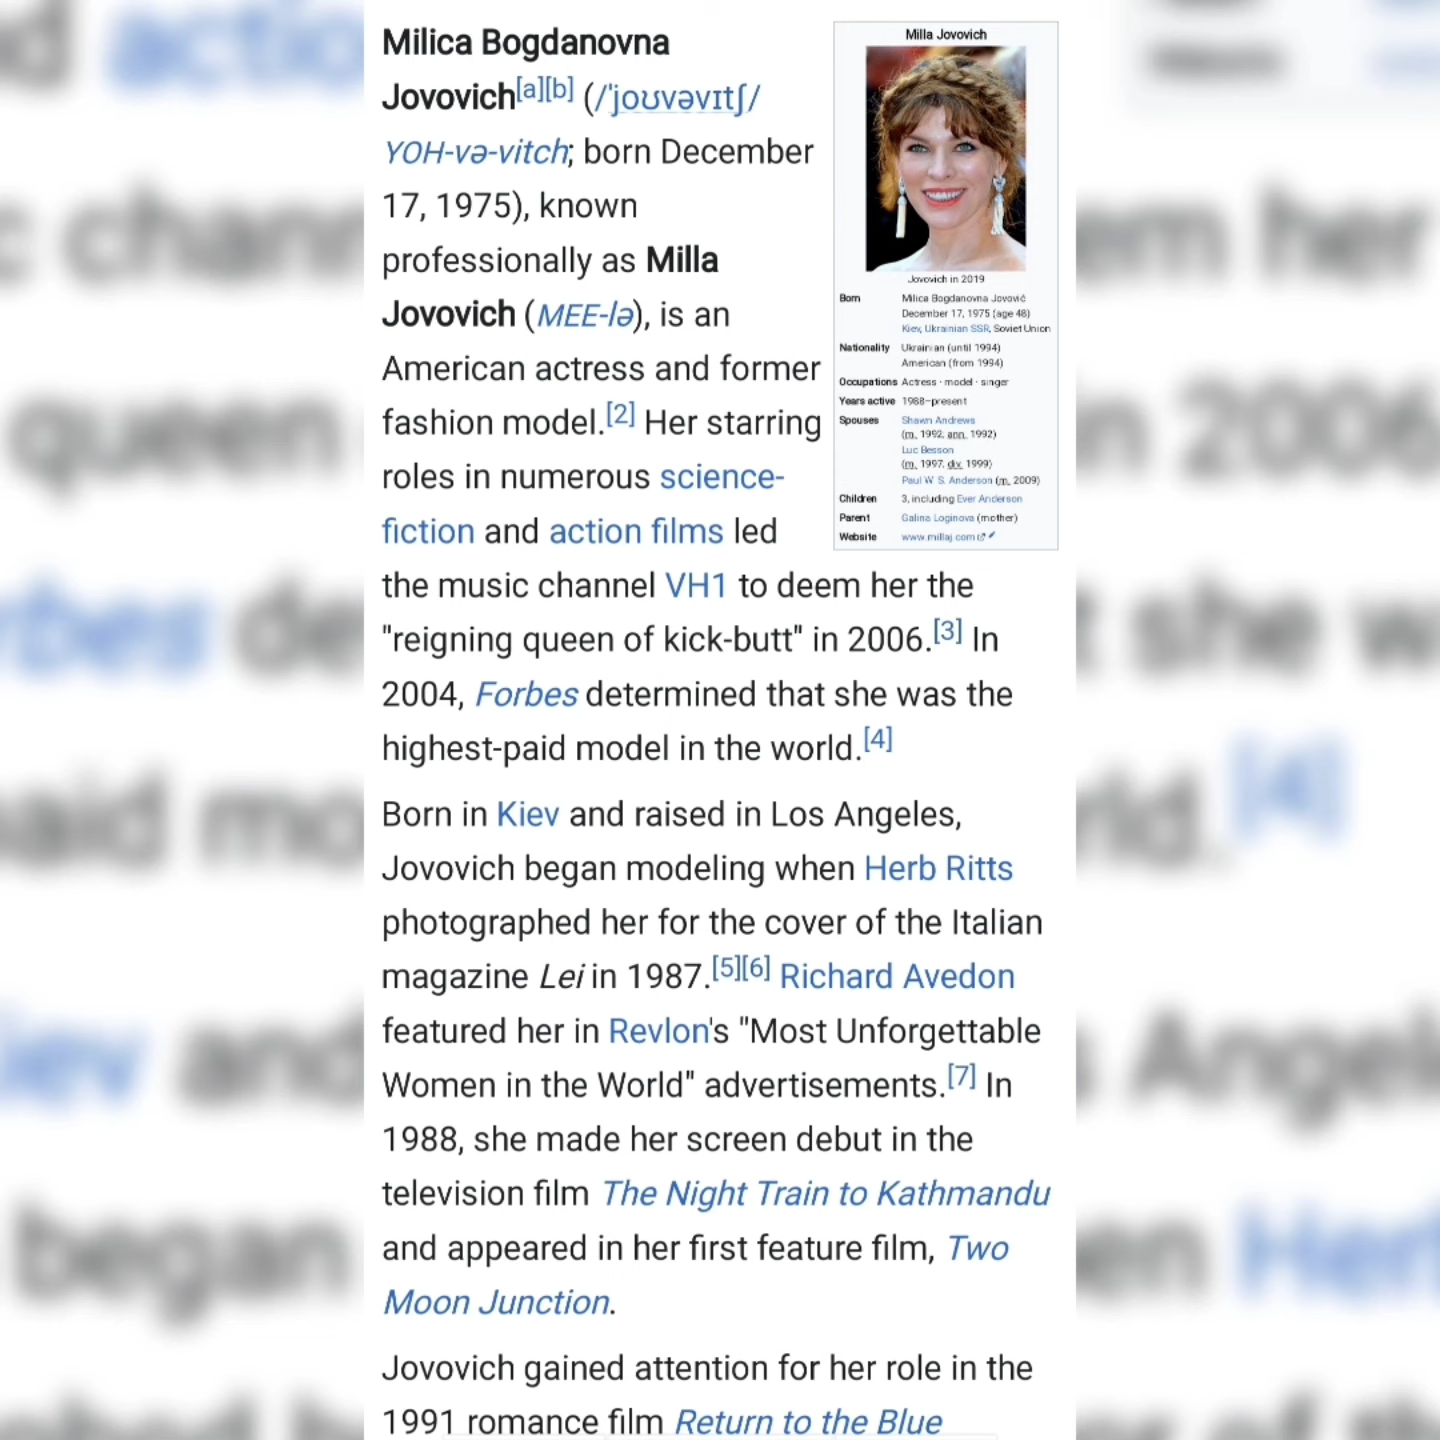 Milica Bogdanovna
Jovovich[a][b] (/ˈjoʊvəvɪtʃ/
YOH-və-vitch; born December
17, 1975), known
professionally as Milla
Jovovich (MEE-lə), is an
American actress and former
fashion model.[2] Her starring
roles in numerous science-
fiction and action films led
the music channel VH1 to deem her the
"reigning queen of kick-butt" in 2006.[3] In
2004, Forbes determined that she was the
highest-paid model in the world.[4]
Born in Kiev and raised in Los Angeles,
Jovovich began modeling when Herb Ritts
photographed her for the cover of the Italian
magazine Lei in 1987.[5][6] Richard Avedon
featured her in Revlon's "Most Unforgettable
Women in the World" advertisements.[7] In
1988, she made her screen debut in the
television film The Night Train to Kathmandu
and appeared in her first feature film, Two
Moon Junction.
Jovovich gained attention for her role in the
1991 romance film Return to the Blue
Milla Jovovich
Jovovich in 2019
Born Milica Bogdanovna Jovović
December 17, 1975 (age 48)
Kiev, Ukrainian SSR, Soviet Union
Nationality Ukrainian (until 1994)
American (from 1994)
Occupations Actress · model · singer
Years active 1988–present
Spouses Shawn Andrews
(m. 1992, ann. 1992)
Luc Besson
(m. 1997, div. 1999)
Paul W. S. Anderson (m. 2009)
Children 3, including Ever Anderson
Parent Galina Loginova (mother)
Website www.millaj.com